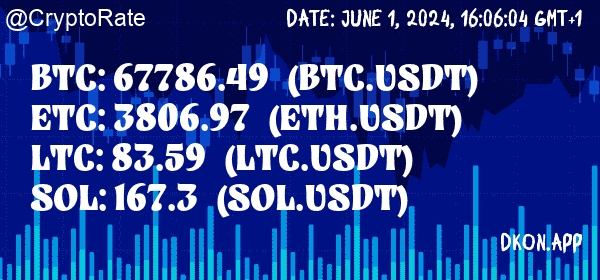 @CryptoRate
DATE: JUNE 1, 2024, 16:06:04 GMT+1
BTC: 67786.49 (BTC.USDT)
ETC: 3806.97 (ETH.USDT)
LTC: 83.59 (LTC.USDT)
SOL: 167.3 (SOL.USDT)
DKON.APP